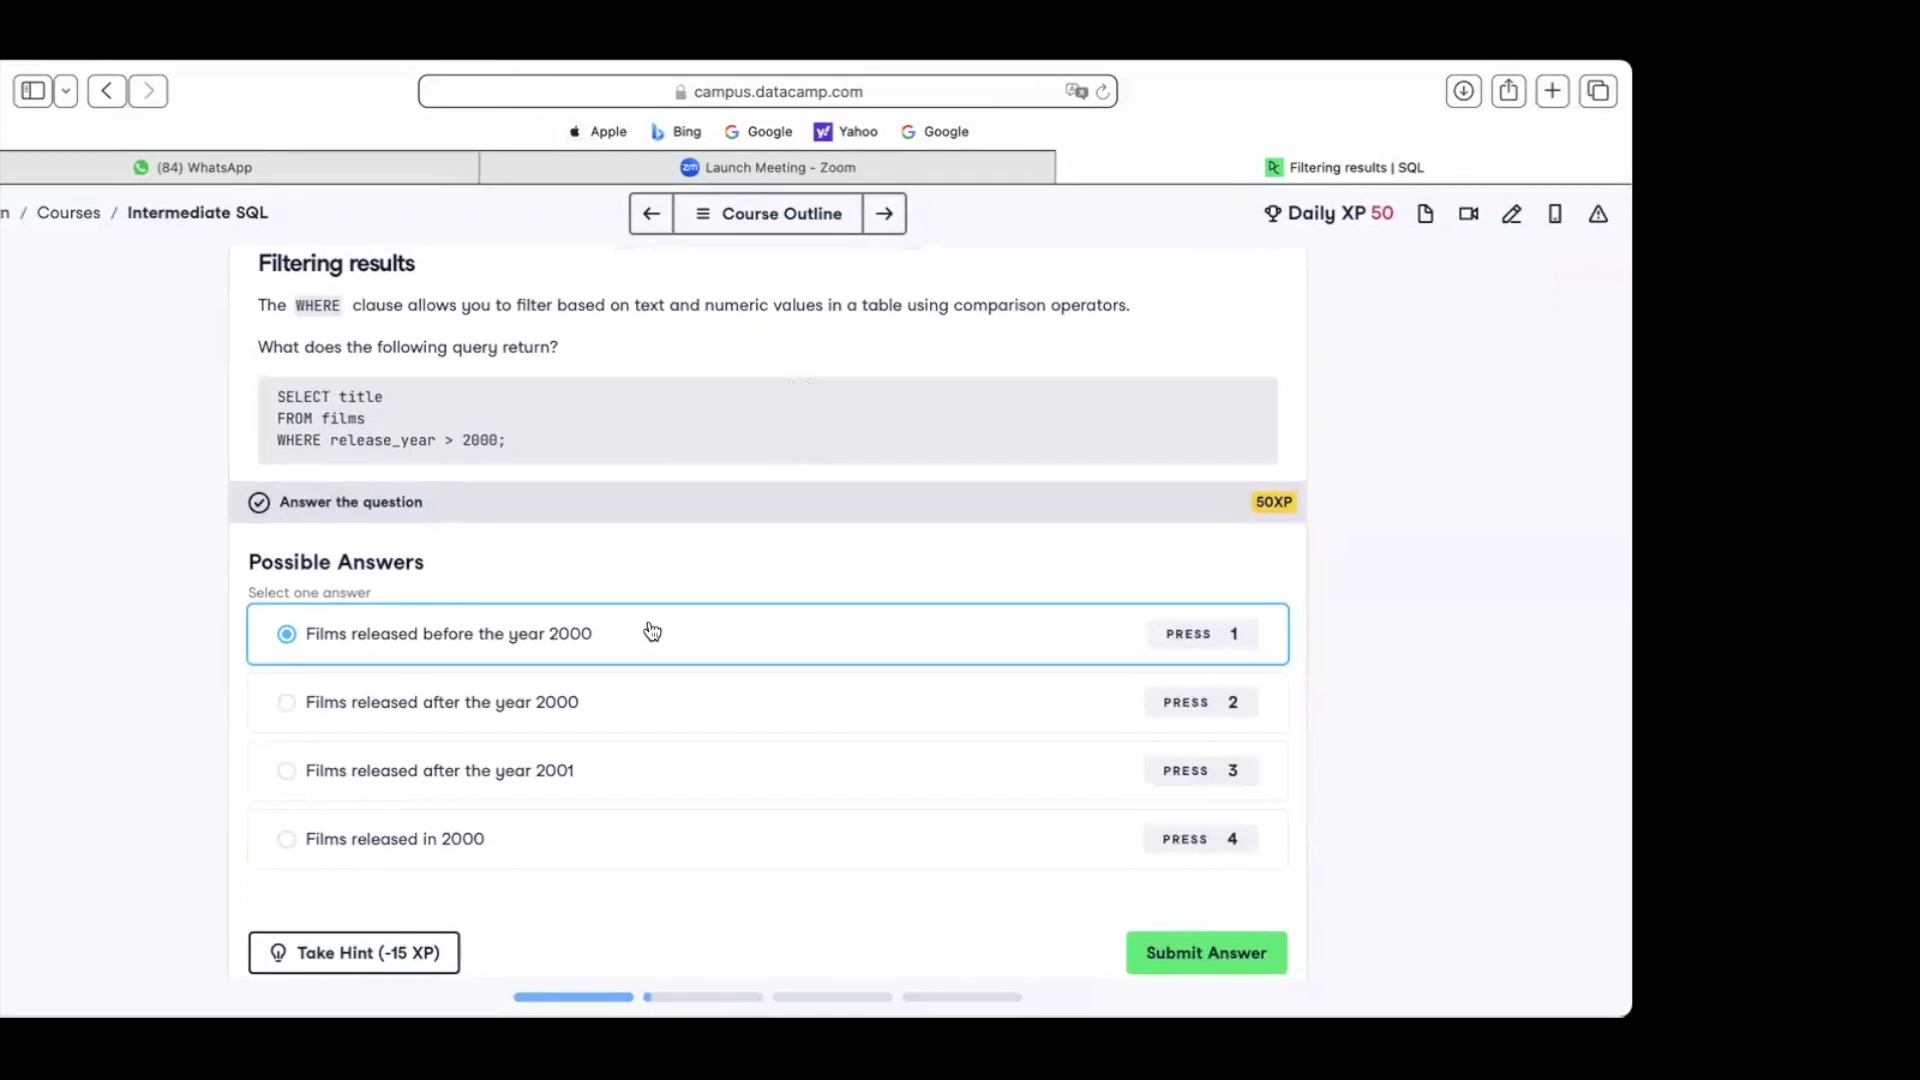 campus.datacamp.com
Apple Bing Google Yahoo Google
(84) WhatsApp
zm Launch Meeting - Zoom
Filtering results | SQL
n / Courses / Intermediate SQL
Course Outline
Daily XP 50
Filtering results
The WHERE clause allows you to filter based on text and numeric values in a table using comparison operators.
What does the following query return?
SELECT title
FROM films
WHERE release_year > 2000;
Answer the question
50XP
Possible Answers
Select one answer
Films released before the year 2000 PRESS 1
Films released after the year 2000 PRESS 2
Films released after the year 2001 PRESS 3
Films released in 2000 PRESS 4
Take Hint (-15 XP)
Submit Answer